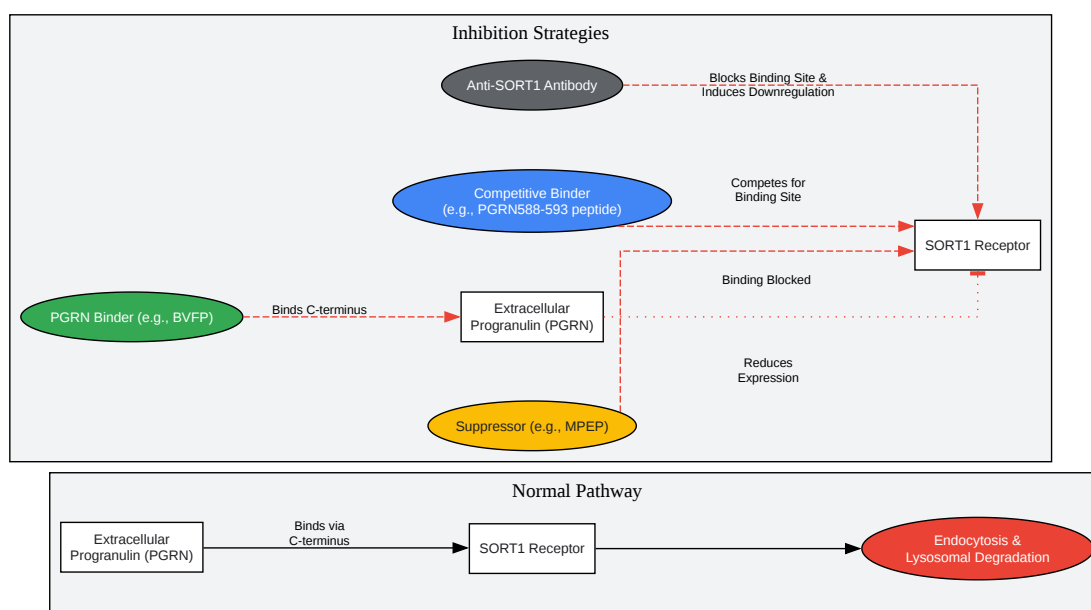 Inhibition Strategies
Anti-SORT1 Antibody
Blocks Binding Site &
Induces Downregulation
Competitive Binder
(e.g., PGRN588-593 peptide)
Competes for
Binding Site
SORT1 Receptor
Binding Blocked
PGRN Binder (e.g., BVFP)
Binds C-terminus
Extracellular
Progranulin (PGRN)
Reduces
Expression
Suppressor (e.g., MPEP)
Normal Pathway
Extracellular
Progranulin (PGRN)
Binds via
C-terminus
SORT1 Receptor
Endocytosis &
Lysosomal Degradation